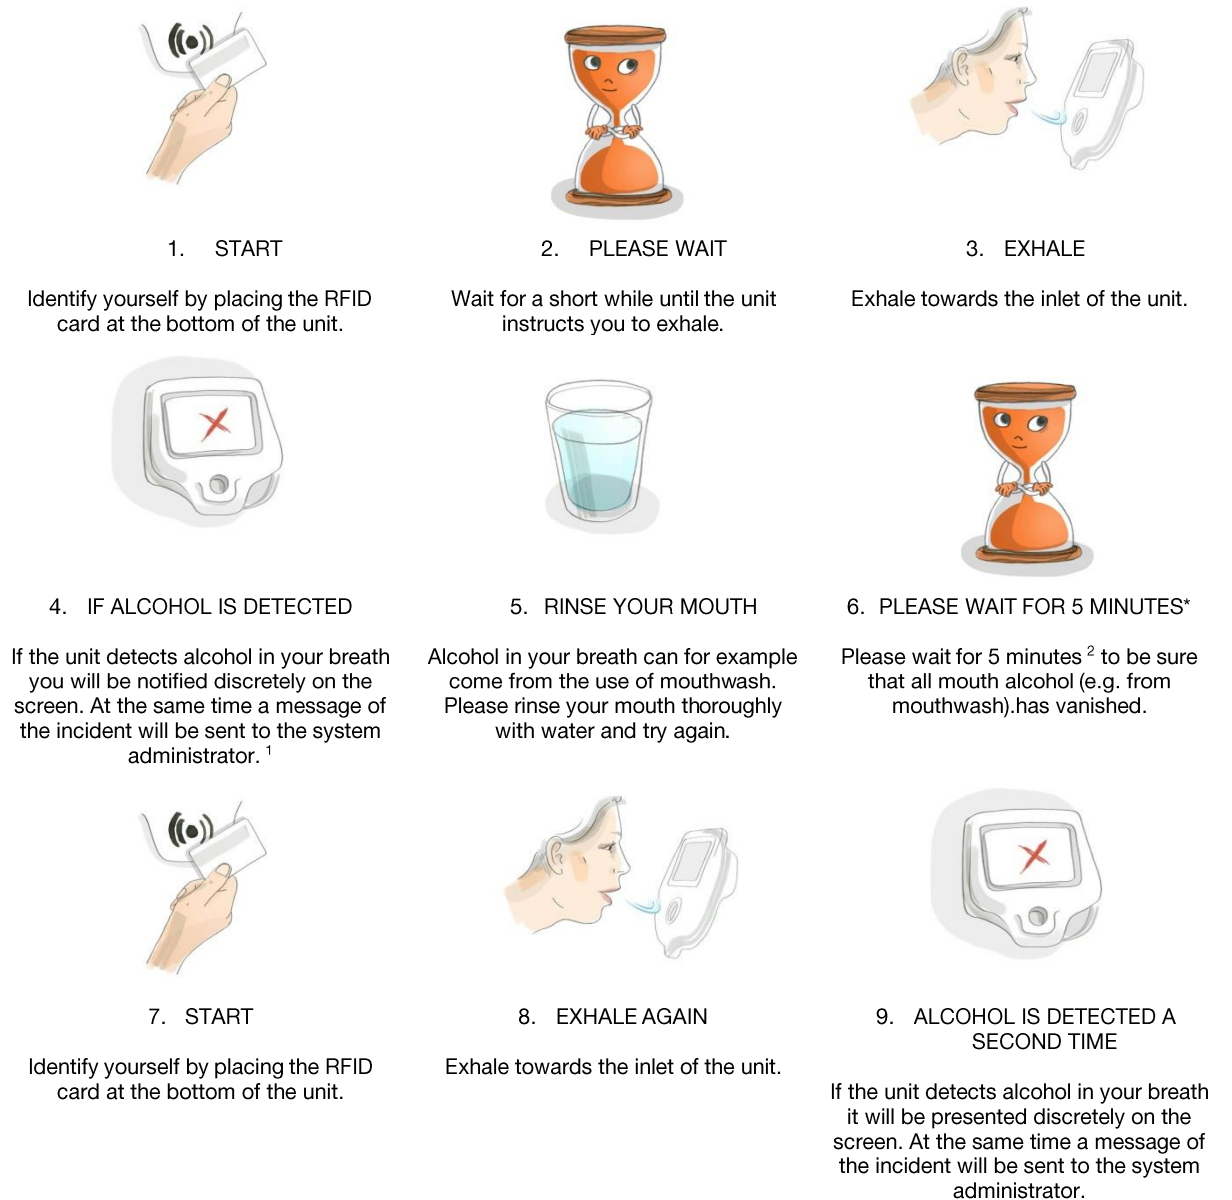 1. START
Identify yourself by placing the RFID
card at the bottom of the unit.
2. PLEASE WAIT
Wait for a short while until the unit
instructs you to exhale.
3. EXHALE
Exhale towards the inlet of the unit.
4. IF ALCOHOL IS DETECTED
If the unit detects alcohol in your breath
you will be notified discretely on the
screen. At the same time a message of
the incident will be sent to the system
administrator. 1
5. RINSE YOUR MOUTH
Alcohol in your breath can for example
come from the use of mouthwash.
Please rinse your mouth thoroughly
with water and try again.
6. PLEASE WAIT FOR 5 MINUTES*
Please wait for 5 minutes 2 to be sure
that all mouth alcohol (e.g. from
mouthwash).has vanished.
7. START
Identify yourself by placing the RFID
card at the bottom of the unit.
8. EXHALE AGAIN
Exhale towards the inlet of the unit.
9. ALCOHOL IS DETECTED A
SECOND TIME
If the unit detects alcohol in your breath
it will be presented discretely on the
screen. At the same time a message of
the incident will be sent to the system
administrator.